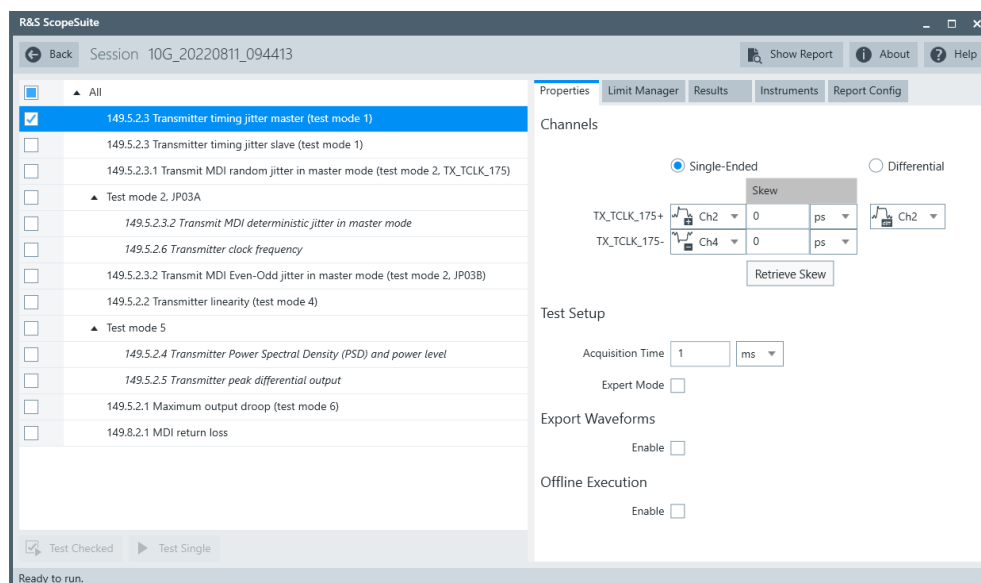 R&S ScopeSuite
Back Session 10G_20220811_094413 Show Report About Help
All
149.5.2.3 Transmitter timing jitter master (test mode 1)
149.5.2.3 Transmitter timing jitter slave (test mode 1)
149.5.2.3.1 Transmit MDI random jitter in master mode (test mode 2, TX_TCLK_175)
Test mode 2, JP03A
149.5.2.3.2 Transmit MDI deterministic jitter in master mode
149.5.2.6 Transmitter clock frequency
149.5.2.3.2 Transmit MDI Even-Odd jitter in master mode (test mode 2, JP03B)
149.5.2.2 Transmitter linearity (test mode 4)
Test mode 5
149.5.2.4 Transmitter Power Spectral Density (PSD) and power level
149.5.2.5 Transmitter peak differential output
149.5.2.1 Maximum output droop (test mode 6)
149.8.2.1 MDI return loss
Test Checked Test Single
Properties Limit Manager Results Instruments Report Config
Channels
Single-Ended Differential
Skew
TX_TCLK_175+ Ch2 0 ps Ch2
TX_TCLK_175- Ch4 0 ps
Retrieve Skew
Test Setup
Acquisition Time 1 ms
Expert Mode
Export Waveforms
Enable
Offline Execution
Enable
Ready to run.